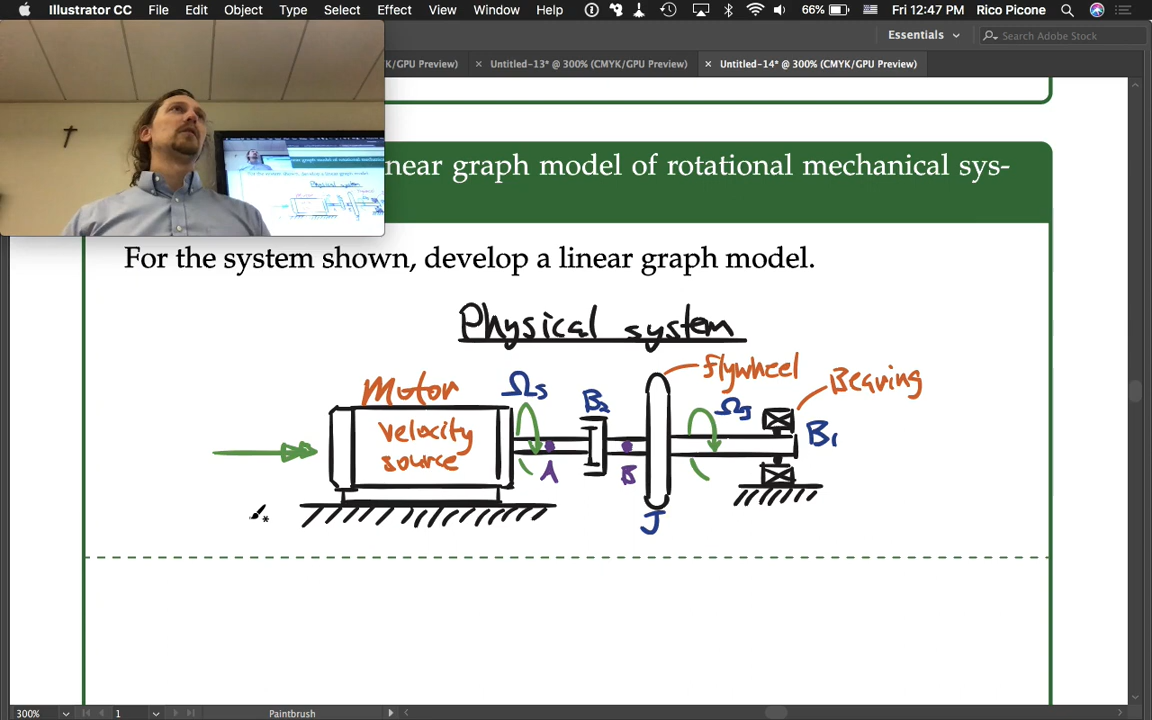 Illustrator CC File Edit Object Type Select Effect View Window Help 66% Fri 12:47 PM Rico Picone
Essentials Search Adobe Stock
K/GPU Preview) × Untitled-13* @ 300% (CMYK/GPU Preview) × Untitled-14* @ 300% (CMYK/GPU Preview)
near graph model of rotational mechanical sys-
For the system shown, develop a linear graph model.
Physical system
Motor
Ωs
B2
flywheel
ΩJ
Bearing
velocity
source
B1
A
B
J
300% 1 Paintbrush